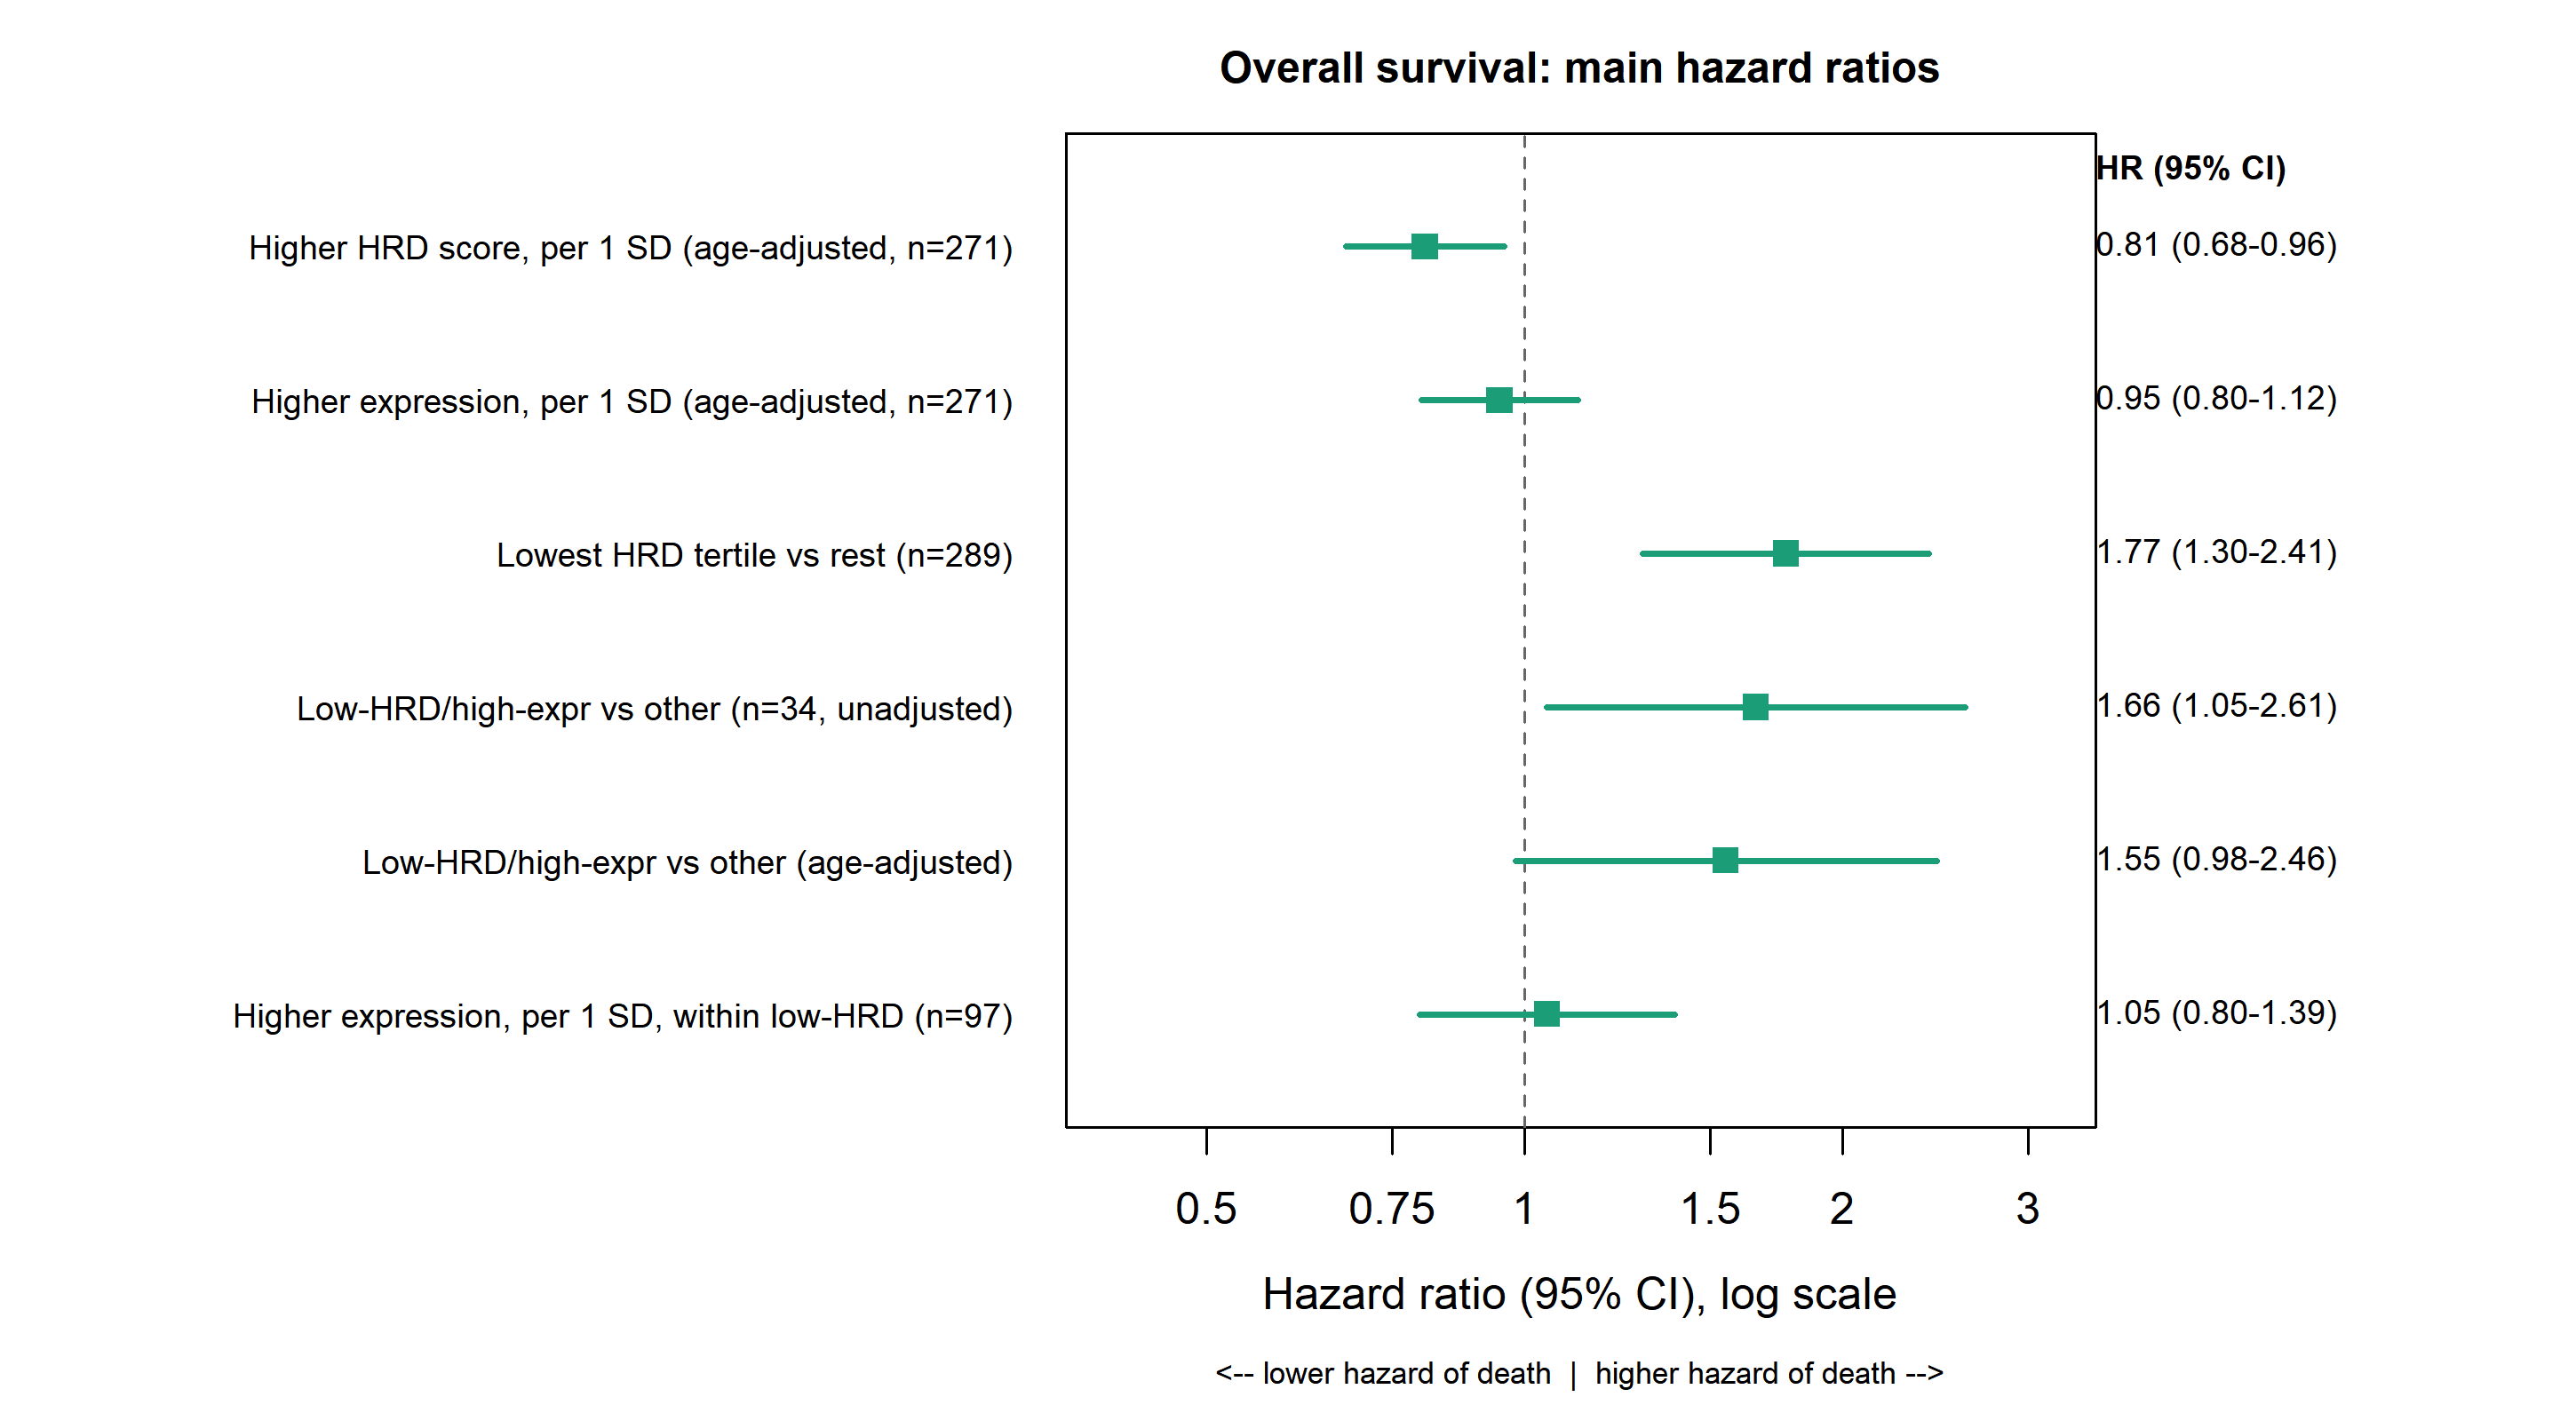 Overall survival: main hazard ratios
HR (95% CI)
Higher HRD score, per 1 SD (age-adjusted, n=271) 0.81 (0.68-0.96)
Higher expression, per 1 SD (age-adjusted, n=271) 0.95 (0.80-1.12)
Lowest HRD tertile vs rest (n=289) 1.77 (1.30-2.41)
Low-HRD/high-expr vs other (n=34, unadjusted) 1.66 (1.05-2.61)
Low-HRD/high-expr vs other (age-adjusted) 1.55 (0.98-2.46)
Higher expression, per 1 SD, within low-HRD (n=97) 1.05 (0.80-1.39)
0.5 0.75 1 1.5 2 3
Hazard ratio (95% CI), log scale
<-- lower hazard of death | higher hazard of death -->